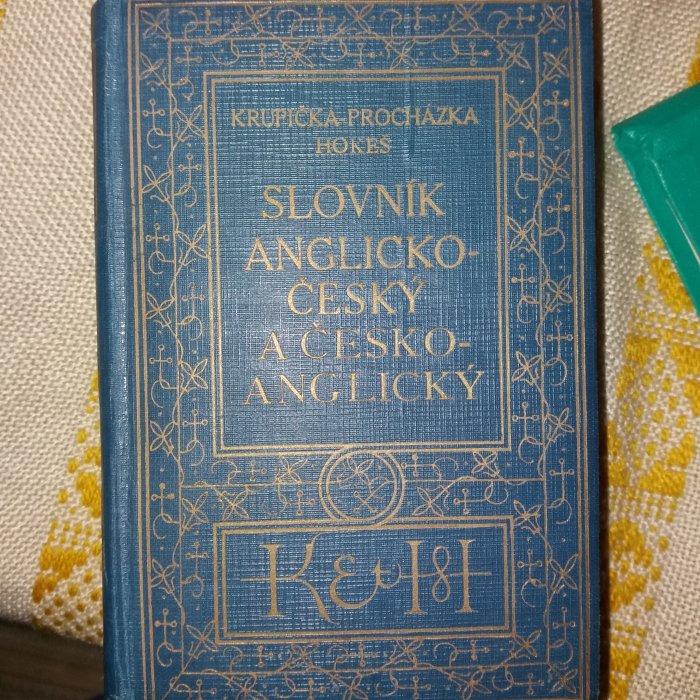 KRUPIČKA-PROCHÁZKA
HOKEŠ
SLOVNÍK
ANGLICKO-
ČESKÝ
A ČESKO-
ANGLICKÝ
K & H